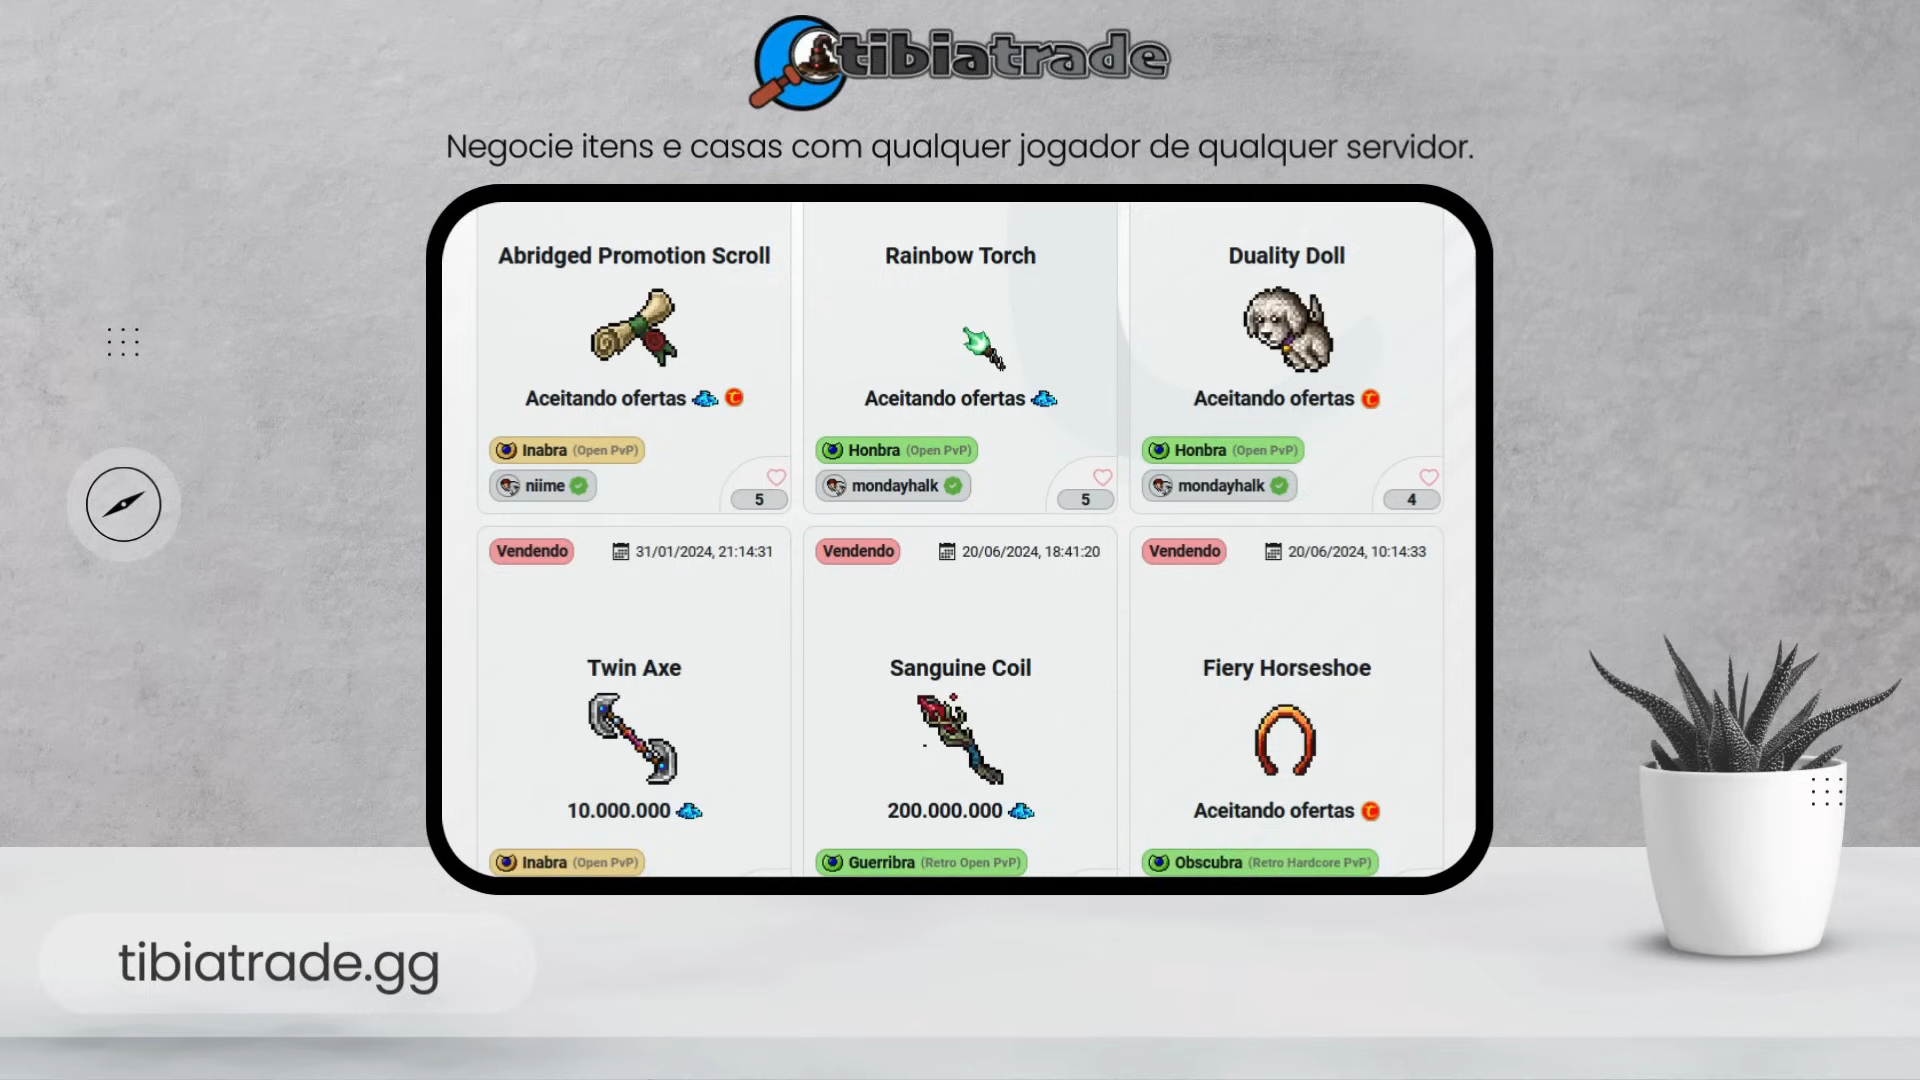 tibiatrade
Negocie itens e casas com qualquer jogador de qualquer servidor.
Abridged Promotion Scroll
Aceitando ofertas
Inabra (Open PvP)
niime
5
Rainbow Torch
Aceitando ofertas
Honbra (Open PvP)
mondayhalk
5
Duality Doll
Aceitando ofertas
Honbra (Open PvP)
mondayhalk
4
Vendendo 31/01/2024, 21:14:31
Twin Axe
10.000.000
Inabra (Open PvP)
Vendendo 20/06/2024, 18:41:20
Sanguine Coil
200.000.000
Guerribra (Retro Open PvP)
Vendendo 20/06/2024, 10:14:33
Fiery Horseshoe
Aceitando ofertas
Obscubra (Retro Hardcore PvP)
tibiatrade.gg